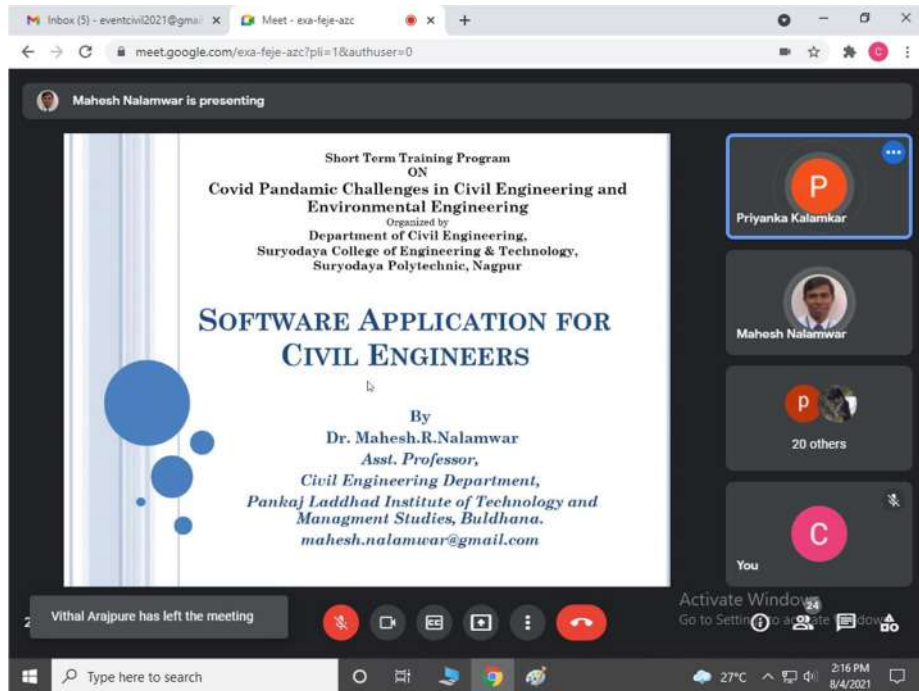 Inbox (5) - eventcivil2021@gmai
Meet - exa-feje-azc
meet.google.com/exa-feje-azc?pli=1&authuser=0
C
Mahesh Nalamwar is presenting
Short Term Training Program
ON
Covid Pandamic Challenges in Civil Engineering and
Environmental Engineering
Organized by
Department of Civil Engineering,
Suryodaya College of Engineering & Technology,
Suryodaya Polytechnic, Nagpur
SOFTWARE APPLICATION FOR
CIVIL ENGINEERS
By
Dr. Mahesh.R.Nalamwar
Asst. Professor,
Civil Engineering Department,
Pankaj Laddhad Institute of Technology and
Managment Studies, Buldhana.
mahesh.nalamwar@gmail.com
P
Priyanka Kalamkar
Mahesh Nalamwar
p
20 others
C
You
Vithal Arajpure has left the meeting
CC
24
Activate Windows
Go to Settin
Type here to search
27°C
2:16 PM
8/4/2021